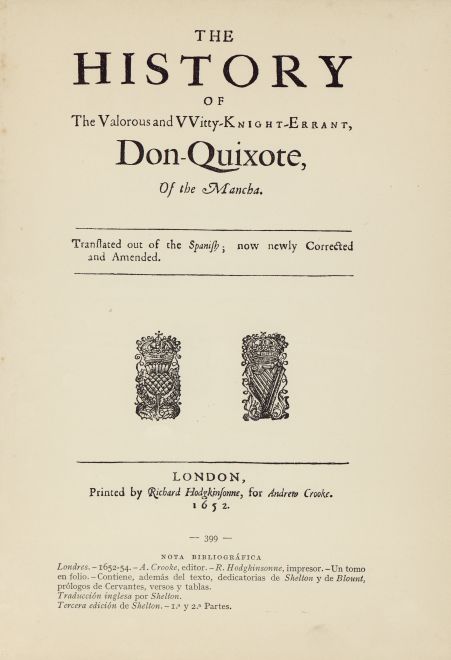 THE
HISTORY
OF
The Valorous and VVitty-KNIGHT-ERRANT,
Don-Quixote,
Of the Mancha.
Tranſlated out of the Spaniſh; now newly Corrected
and Amended.
LONDON,
Printed by Richard Hodgkinſonne, for Andrew Crooke.
1652.
— 399 —
NOTA BIBLIOGRÁFICA
Londres. – 1652-54. – A. Crooke, editor. – R. Hodgkinsonne, impresor. – Un tomo
en folio. – Contiene, además del texto, dedicatorias de Shelton y de Blount,
prólogos de Cervantes, versos y tablas.
Traducción inglesa por Shelton.
Tercera edición de Shelton. – 1.ª y 2.ª Partes.